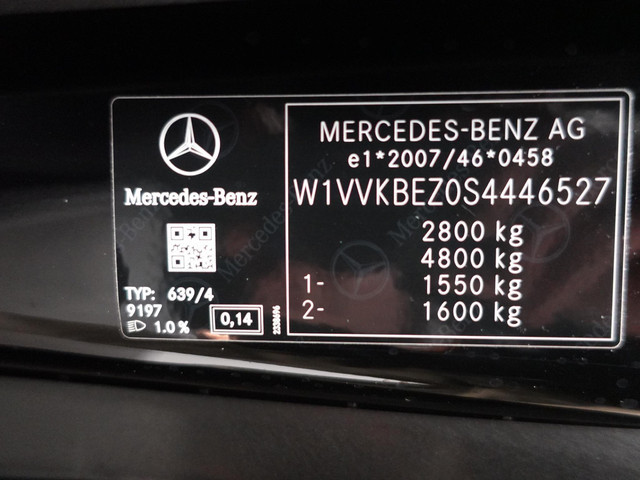 Mercedes-Benz
TYP: 639/4
9197
1.0 %
0,14
2338696
MERCEDES-BENZ AG
e1*2007/46*0458
W1VVKBEZ0S4446527
2800 kg
4800 kg
1- 1550 kg
2- 1600 kg